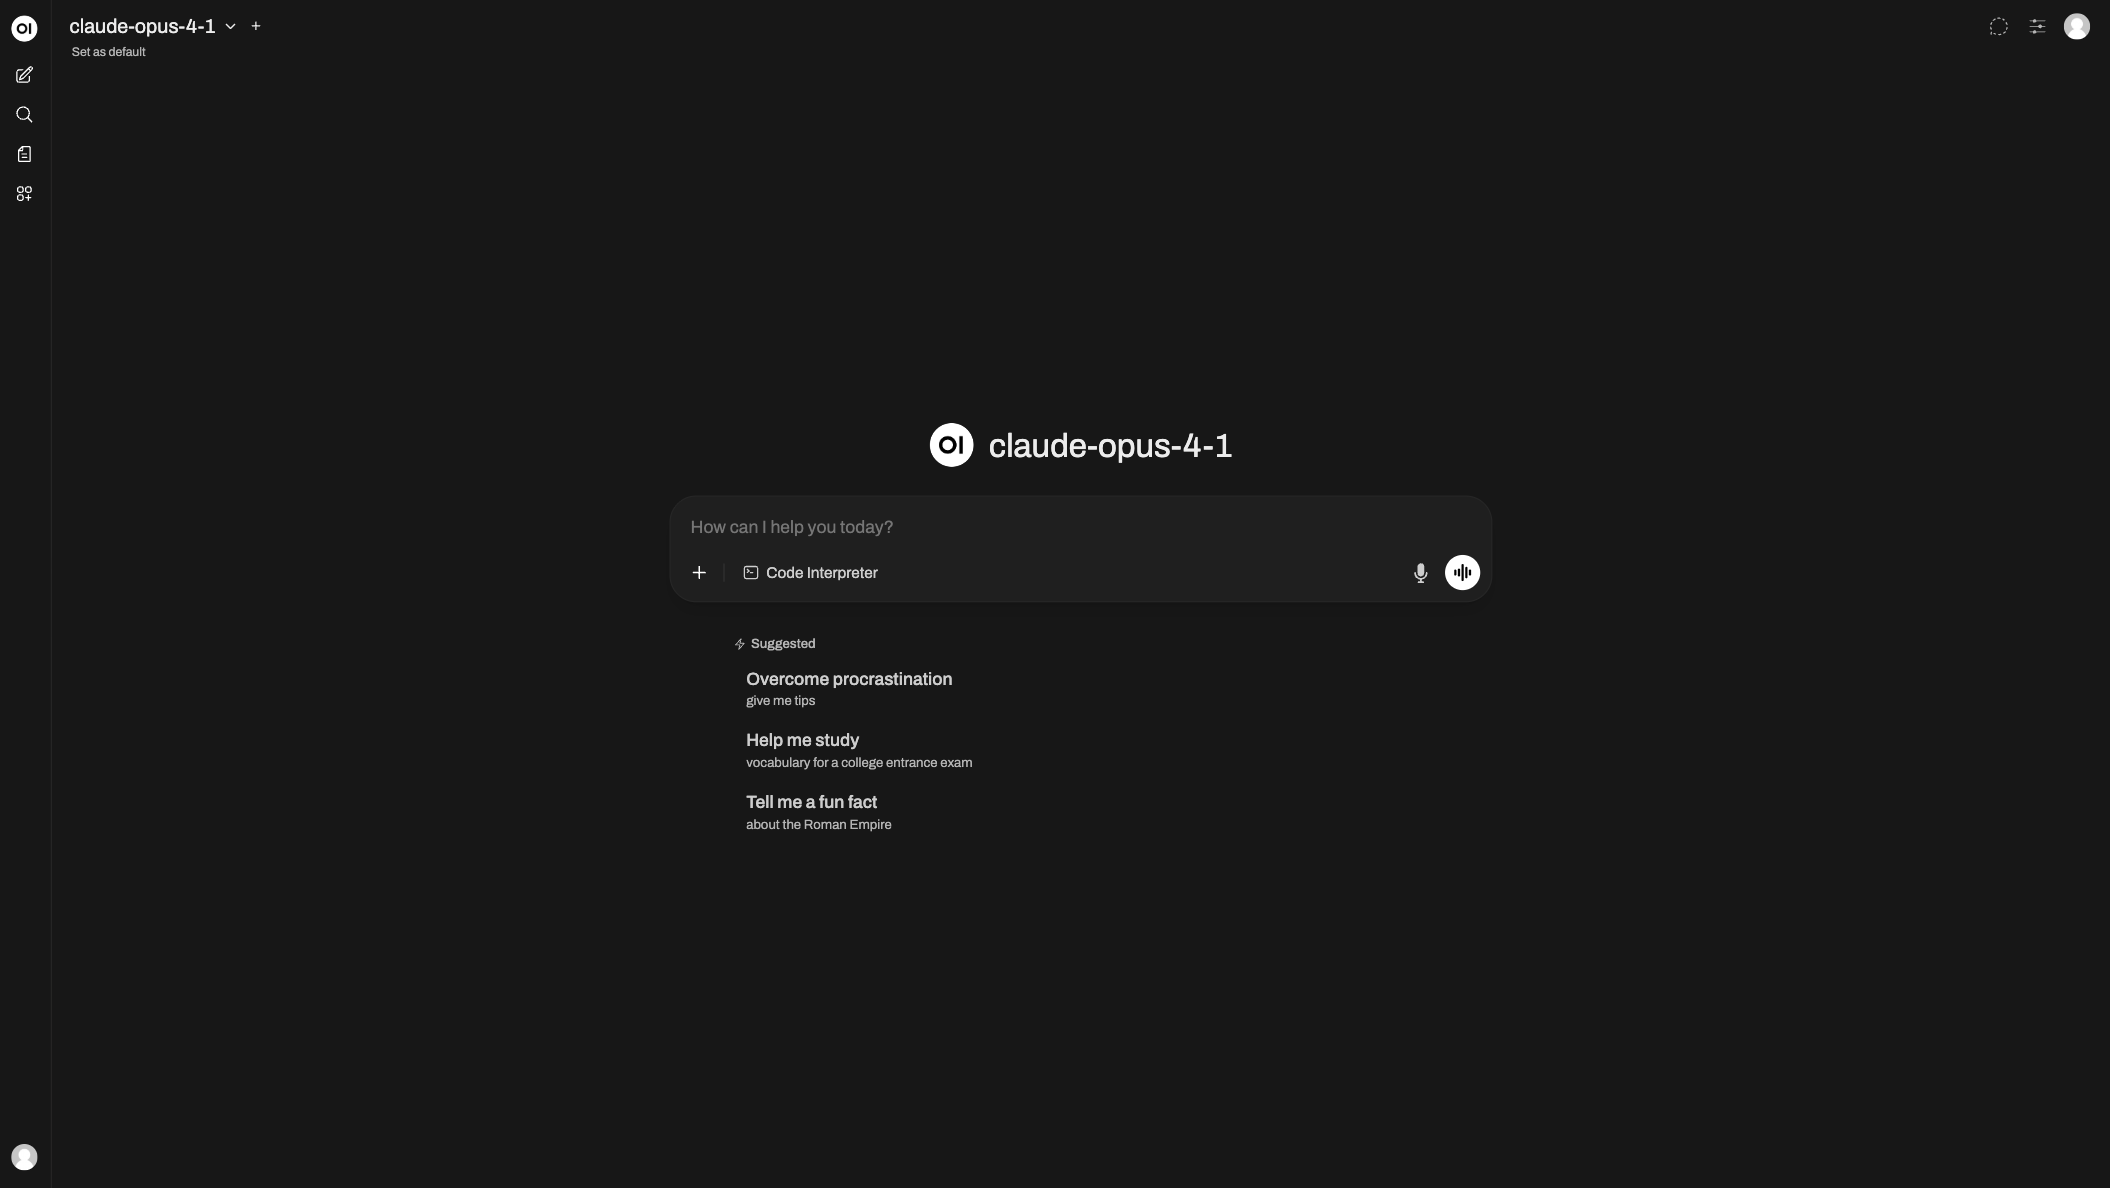 OI
claude-opus-4-1
Set as default
OI claude-opus-4-1
How can I help you today?
Code Interpreter
Suggested
Overcome procrastination
give me tips
Help me study
vocabulary for a college entrance exam
Tell me a fun fact
about the Roman Empire